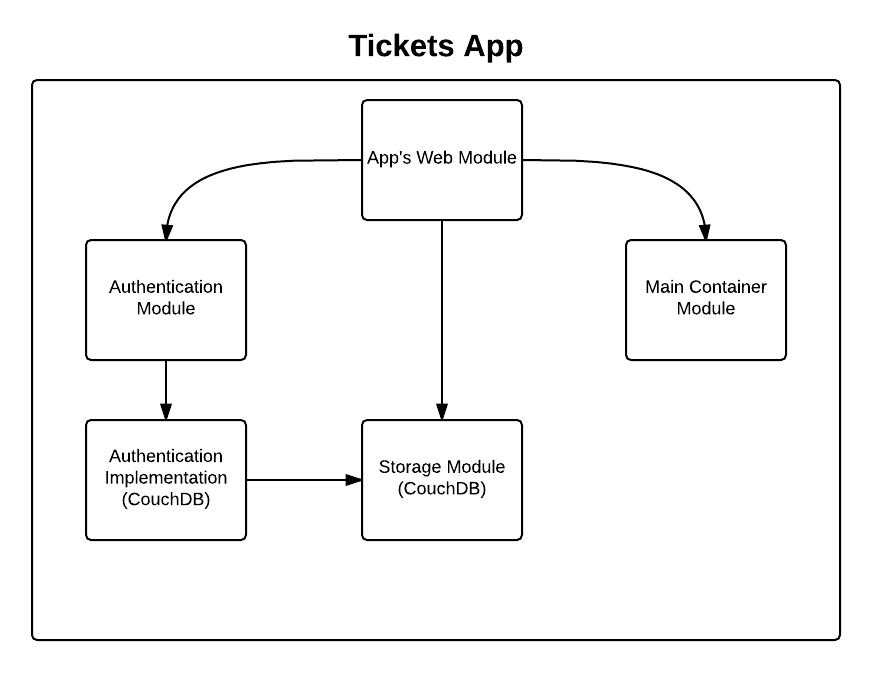 Tickets App
App's Web Module
Authentication
Module
Main Container
Module
Authentication
Implementation
(CouchDB)
Storage Module
(CouchDB)